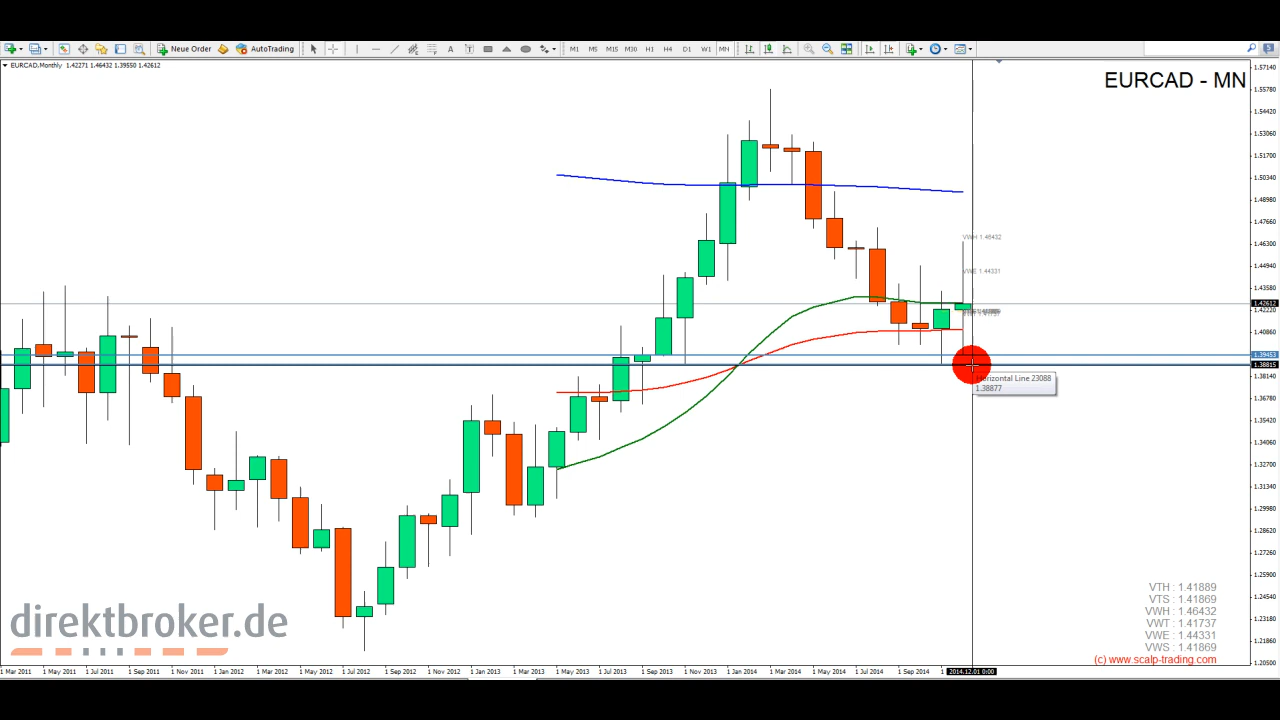 New Order AutoTrading A T M1 M5 M15 M30 H1 H4 D1 W1 MN
EURCAD,Monthly 1.42271 1.46432 1.39550 1.42612
EURCAD - MN
1.57140
1.55780
1.54420
1.53060
1.51700
1.50340
1.48980
1.47660
1.46300
1.44940
1.43580
1.42612
1.42220
1.40860
1.39453
1.38815
1.38140
1.36780
1.35420
1.34060
1.32700
1.31340
1.29980
1.28620
1.27260
1.25900
1.24540
1.23180
1.21860
1.20500
VWH 1.46432
VWE 1.44331
Horizontal Line 23088
1.38877
VTH : 1.41889
VTS : 1.41869
VWH : 1.46432
VWT : 1.41737
VWE : 1.44331
VWS : 1.41869
(c) www.scalp-trading.com
direktbroker.de
1 Mar 2011 1 May 2011 1 Jul 2011 1 Sep 2011 1 Nov 2011 1 Jan 2012 1 Mar 2012 1 May 2012 1 Jul 2012 1 Sep 2012 1 Nov 2012 1 Jan 2013 1 Mar 2013 1 May 2013 1 Jul 2013 1 Sep 2013 1 Nov 2013 1 Jan 2014 1 Mar 2014 1 May 2014 1 Jul 2014 1 Sep 2014 2014.12.01 0:00